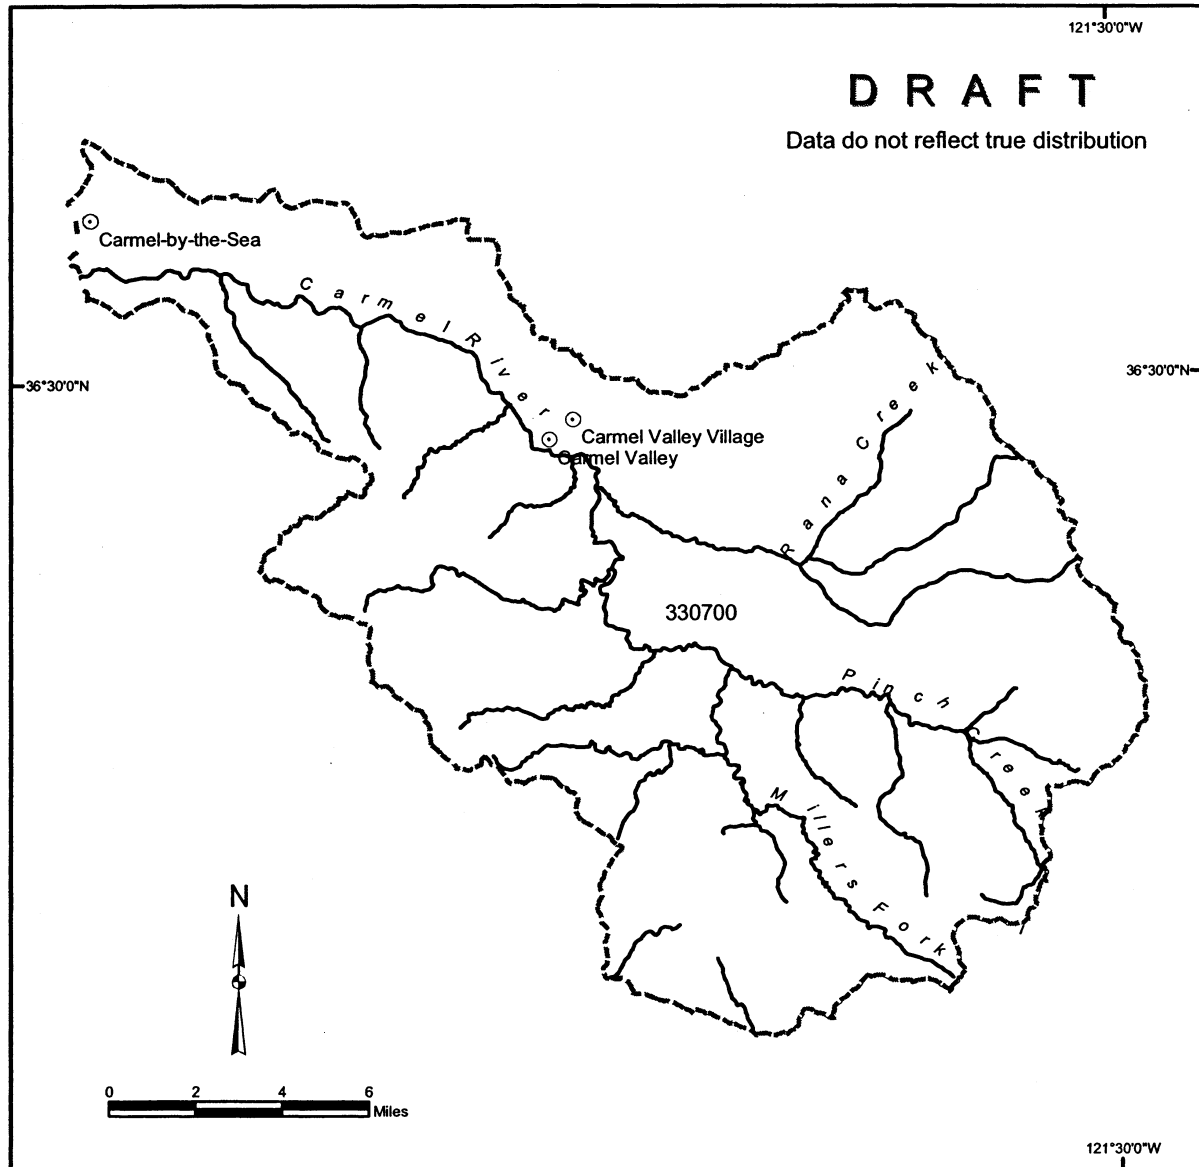 121°30'0"W
DRAFT
Data do not reflect true distribution
Carmel-by-the-Sea
Carmel River
36°30'0"N
36°30'0"N
Rana Creek
Carmel Valley Village
Carmel Valley
330700
Pinch Creek
Millers Fork
N
0 2 4 6
Miles
121°30'0"W